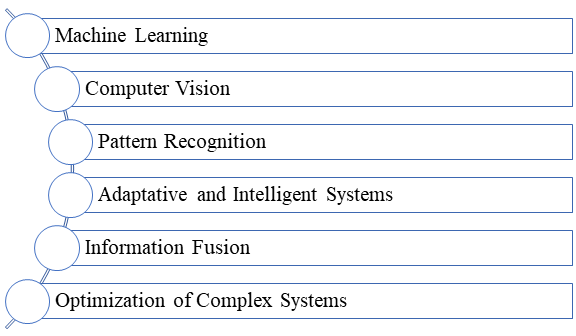 Machine Learning
Computer Vision
Pattern Recognition
Adaptative and Intelligent Systems
Information Fusion
Optimization of Complex Systems